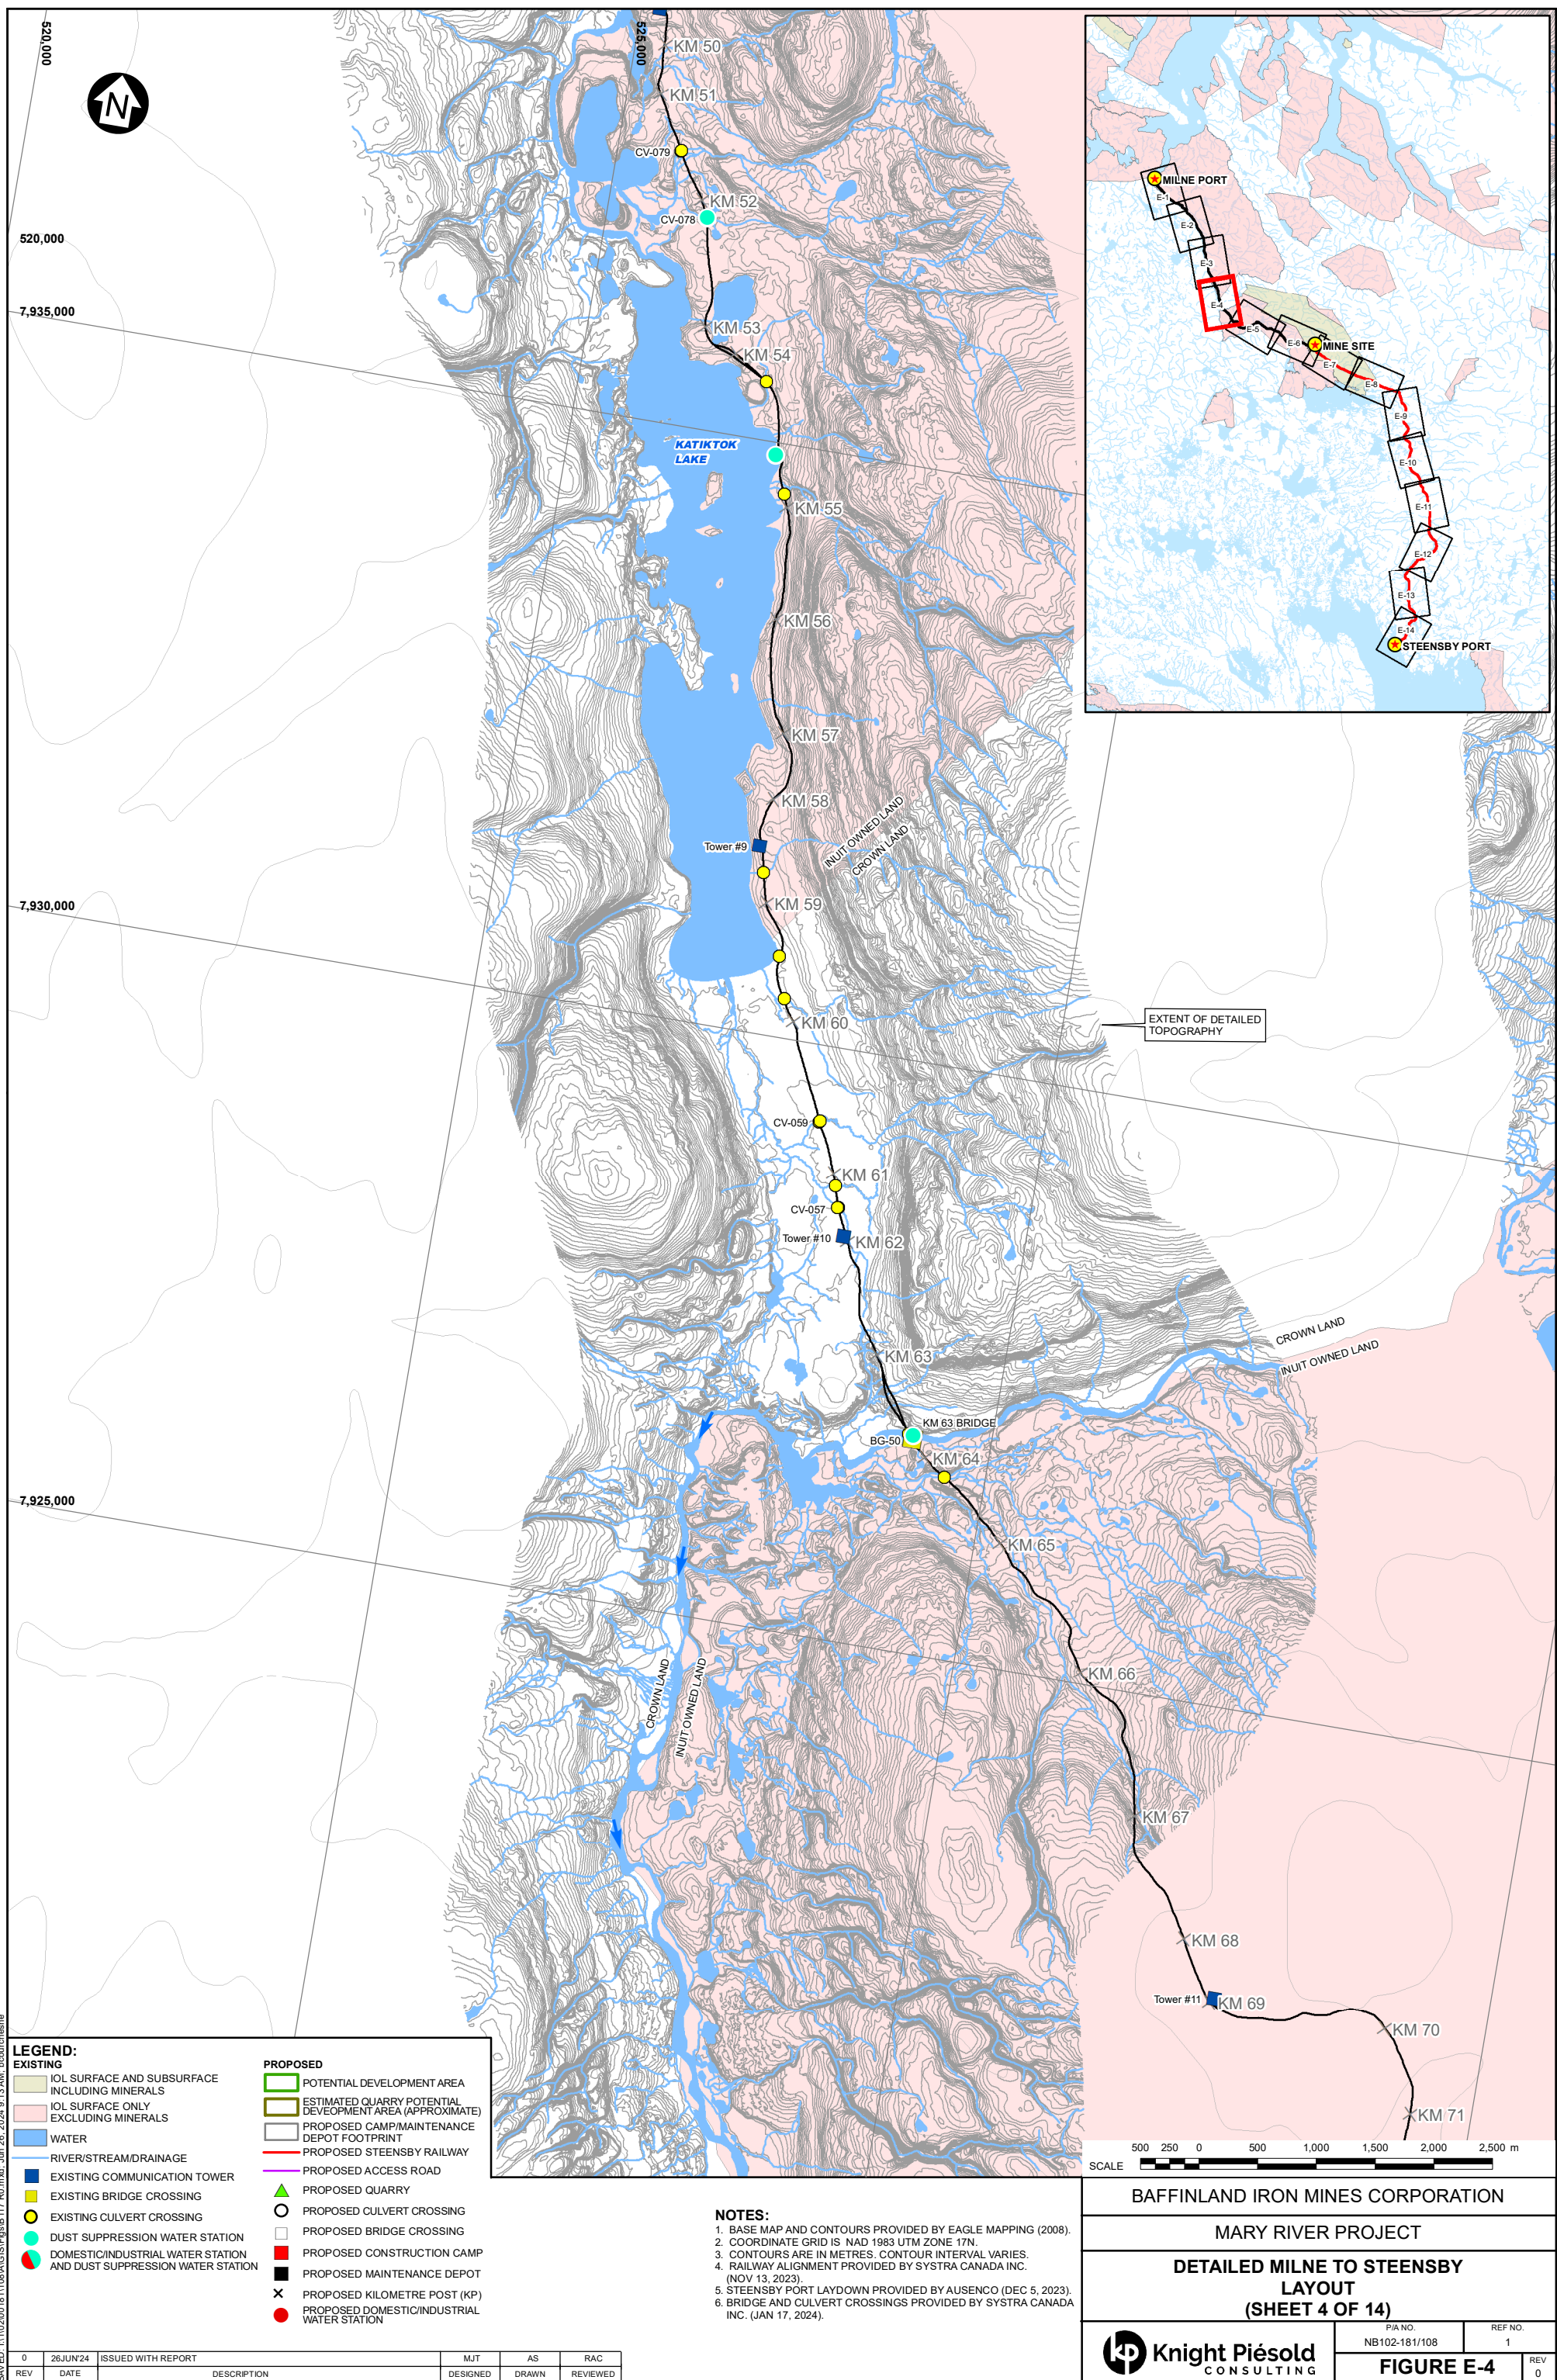 520,000
525,000
520,000
7,935,000
7,930,000
7,925,000
N
KM 50
KM 51
CV-079
KM 52
CV-078
KM 53
KM 54
KATIKTOK
LAKE
KM 55
KM 56
KM 57
KM 58
INUIT OWNED LAND
CROWN LAND
Tower #9
KM 59
KM 60
EXTENT OF DETAILED
TOPOGRAPHY
CV-059
KM 61
CV-057
Tower #10
KM 62
CROWN LAND
INUIT OWNED LAND
KM 63
KM 63 BRIDGE
BG-50
KM 64
KM 65
CROWN LAND
INUIT OWNED LAND
KM 66
KM 67
KM 68
Tower #11
KM 69
KM 70
KM 71
MILNE PORT
E-1
E-2
E-3
E-4
E-5
E-6
MINE SITE
E-7
E-8
E-9
E-10
E-11
E-12
E-13
E-14
STEENSBY PORT
LEGEND:
EXISTING
IOL SURFACE AND SUBSURFACE
INCLUDING MINERALS
IOL SURFACE ONLY
EXCLUDING MINERALS
WATER
RIVER/STREAM/DRAINAGE
EXISTING COMMUNICATION TOWER
EXISTING BRIDGE CROSSING
EXISTING CULVERT CROSSING
DUST SUPPRESSION WATER STATION
DOMESTIC/INDUSTRIAL WATER STATION
AND DUST SUPPRESSION WATER STATION
PROPOSED
POTENTIAL DEVELOPMENT AREA
ESTIMATED QUARRY POTENTIAL
DEVEOPMENT AREA (APPROXIMATE)
PROPOSED CAMP/MAINTENANCE
DEPOT FOOTPRINT
PROPOSED STEENSBY RAILWAY
PROPOSED ACCESS ROAD
PROPOSED QUARRY
PROPOSED CULVERT CROSSING
PROPOSED BRIDGE CROSSING
PROPOSED CONSTRUCTION CAMP
PROPOSED MAINTENANCE DEPOT
PROPOSED KILOMETRE POST (KP)
PROPOSED DOMESTIC/INDUSTRIAL
WATER STATION
NOTES:
1. BASE MAP AND CONTOURS PROVIDED BY EAGLE MAPPING (2008).
2. COORDINATE GRID IS NAD 1983 UTM ZONE 17N.
3. CONTOURS ARE IN METRES. CONTOUR INTERVAL VARIES.
4. RAILWAY ALIGNMENT PROVIDED BY SYSTRA CANADA INC.
(NOV 13, 2023).
5. STEENSBY PORT LAYDOWN PROVIDED BY AUSENCO (DEC 5, 2023).
6. BRIDGE AND CULVERT CROSSINGS PROVIDED BY SYSTRA CANADA
INC. (JAN 17, 2024).
500 250 0 500 1,000 1,500 2,000 2,500 m
SCALE
BAFFINLAND IRON MINES CORPORATION
MARY RIVER PROJECT
DETAILED MILNE TO STEENSBY
LAYOUT
(SHEET 4 OF 14)
kp Knight Piésold
CONSULTING
P/A NO.
NB102-181/108
REF NO.
1
FIGURE E-4
REV
0
0 26JUN'24 ISSUED WITH REPORT MJT AS RAC
REV DATE DESCRIPTION DESIGNED DRAWN REVIEWED